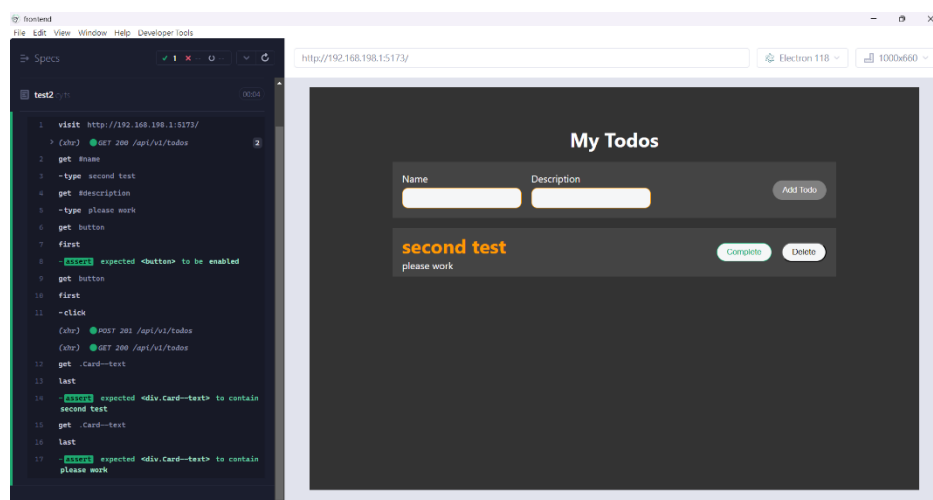 frontend
File Edit View Window Help Developer Tools
Specs
1
http://192.168.198.1:5173/
Electron 118
1000x660
test2.cy.ts
00:04
1 visit http://192.168.198.1:5173/
(xhr) GET 200 /api/v1/todos 2
2 get #name
3 -type second test
4 get #description
5 -type please work
6 get button
7 first
8 -assert expected <button> to be enabled
9 get button
10 first
11 -click
(xhr) POST 201 /api/v1/todos
(xhr) GET 200 /api/v1/todos
12 get .Card--text
13 last
14 -assert expected <div.Card--text> to contain
second test
15 get .Card--text
16 last
17 -assert expected <div.Card--text> to contain
please work
My Todos
Name
Description
Add Todo
second test
please work
Complete
Delete